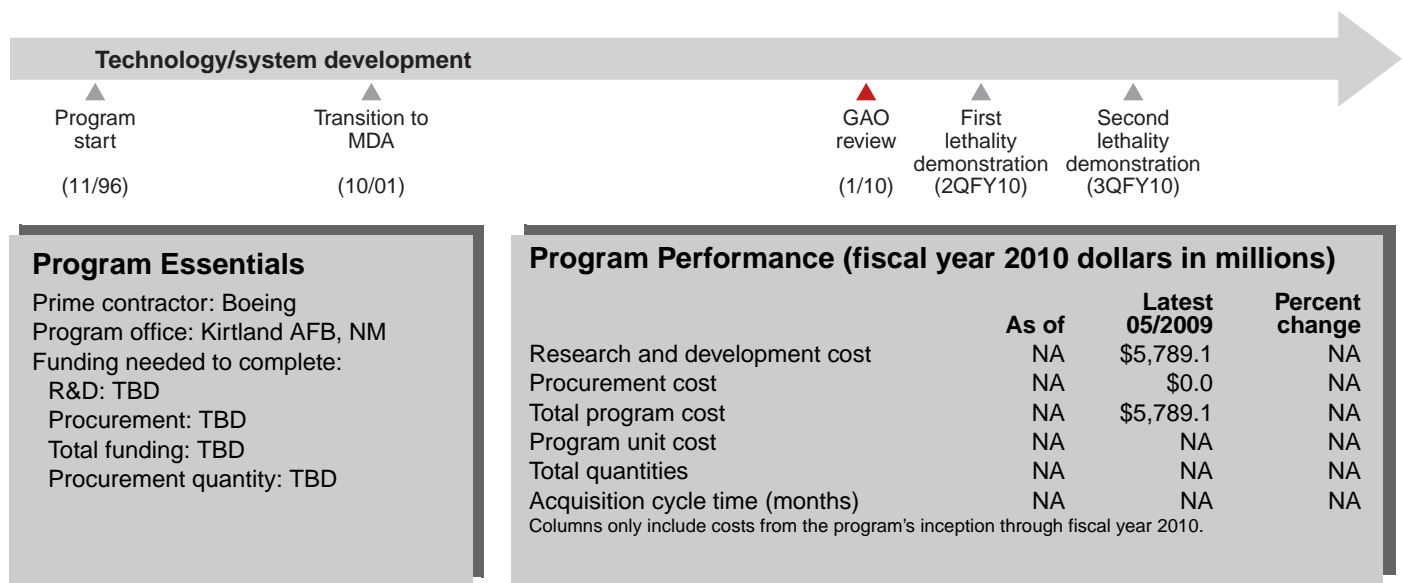 Technology/system development
Program
start
(11/96)
Transition to
MDA
(10/01)
GAO
review
(1/10)
First
lethality
demonstration
(2QFY10)
Second
lethality
demonstration
(3QFY10)
Program Essentials
Prime contractor: Boeing
Program office: Kirtland AFB, NM
Funding needed to complete:
R&D: TBD
Procurement: TBD
Total funding: TBD
Procurement quantity: TBD
Program Performance (fiscal year 2010 dollars in millions)
As of Latest 05/2009 Percent change
Research and development cost NA $5,789.1 NA
Procurement cost NA $0.0 NA
Total program cost NA $5,789.1 NA
Program unit cost NA NA NA
Total quantities NA NA NA
Acquisition cycle time (months) NA NA NA
Columns only include costs from the program's inception through fiscal year 2010.